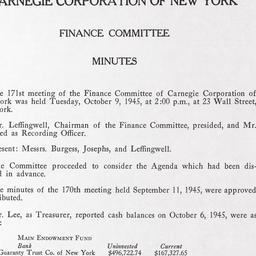 CARNEGIE CORPORATION OF NEW YORK
FINANCE COMMITTEE
MINUTES
e 171st meeting of the Finance Committee of Carnegie Corporation of
ork was held Tuesday, October 9, 1945, at 2:00 p.m., at 23 Wall Street,
ork.
r. Leffingwell, Chairman of the Finance Committee, presided, and Mr.
ed as Recording Officer.
esent: Messrs. Burgess, Josephs, and Leffingwell.
e Committee proceeded to consider the Agenda which had been dis-
d in advance.
e minutes of the 170th meeting held September 11, 1945, were approved
ributed.
r. Lee, as Treasurer, reported cash balances on October 6, 1945, were as
:
Main Endowment Fund
Bank Uninvested Current
Guaranty Trust Co. of New York $496,722.74 $167,327.65